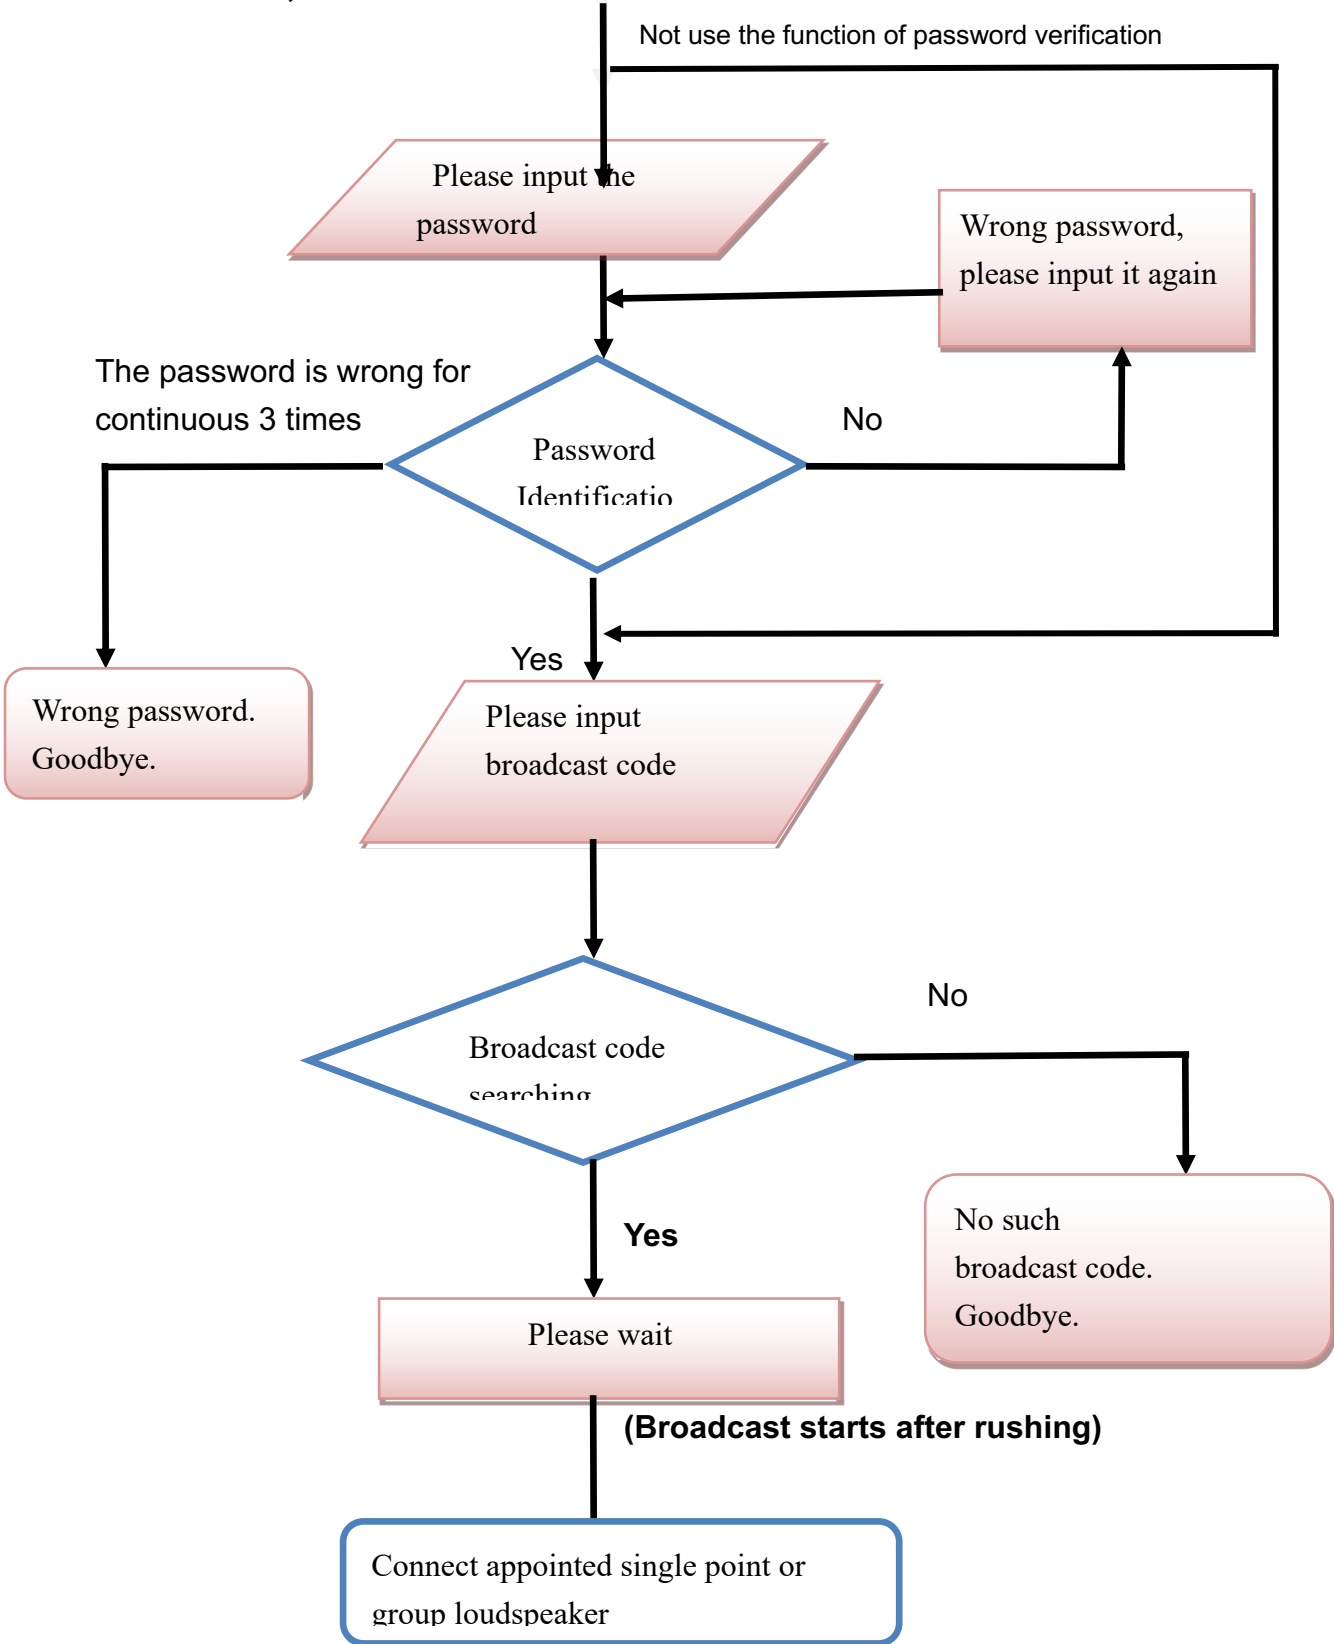 Not use the function of password verification
Please input the
password
Wrong password,
please input it again
The password is wrong for
continuous 3 times
No
Password
Identificatio
Yes
Wrong password.
Goodbye.
Please input
broadcast code
No
Broadcast code
searching
Yes
No such
broadcast code.
Goodbye.
Please wait
(Broadcast starts after rushing)
Connect appointed single point or
group loudspeaker